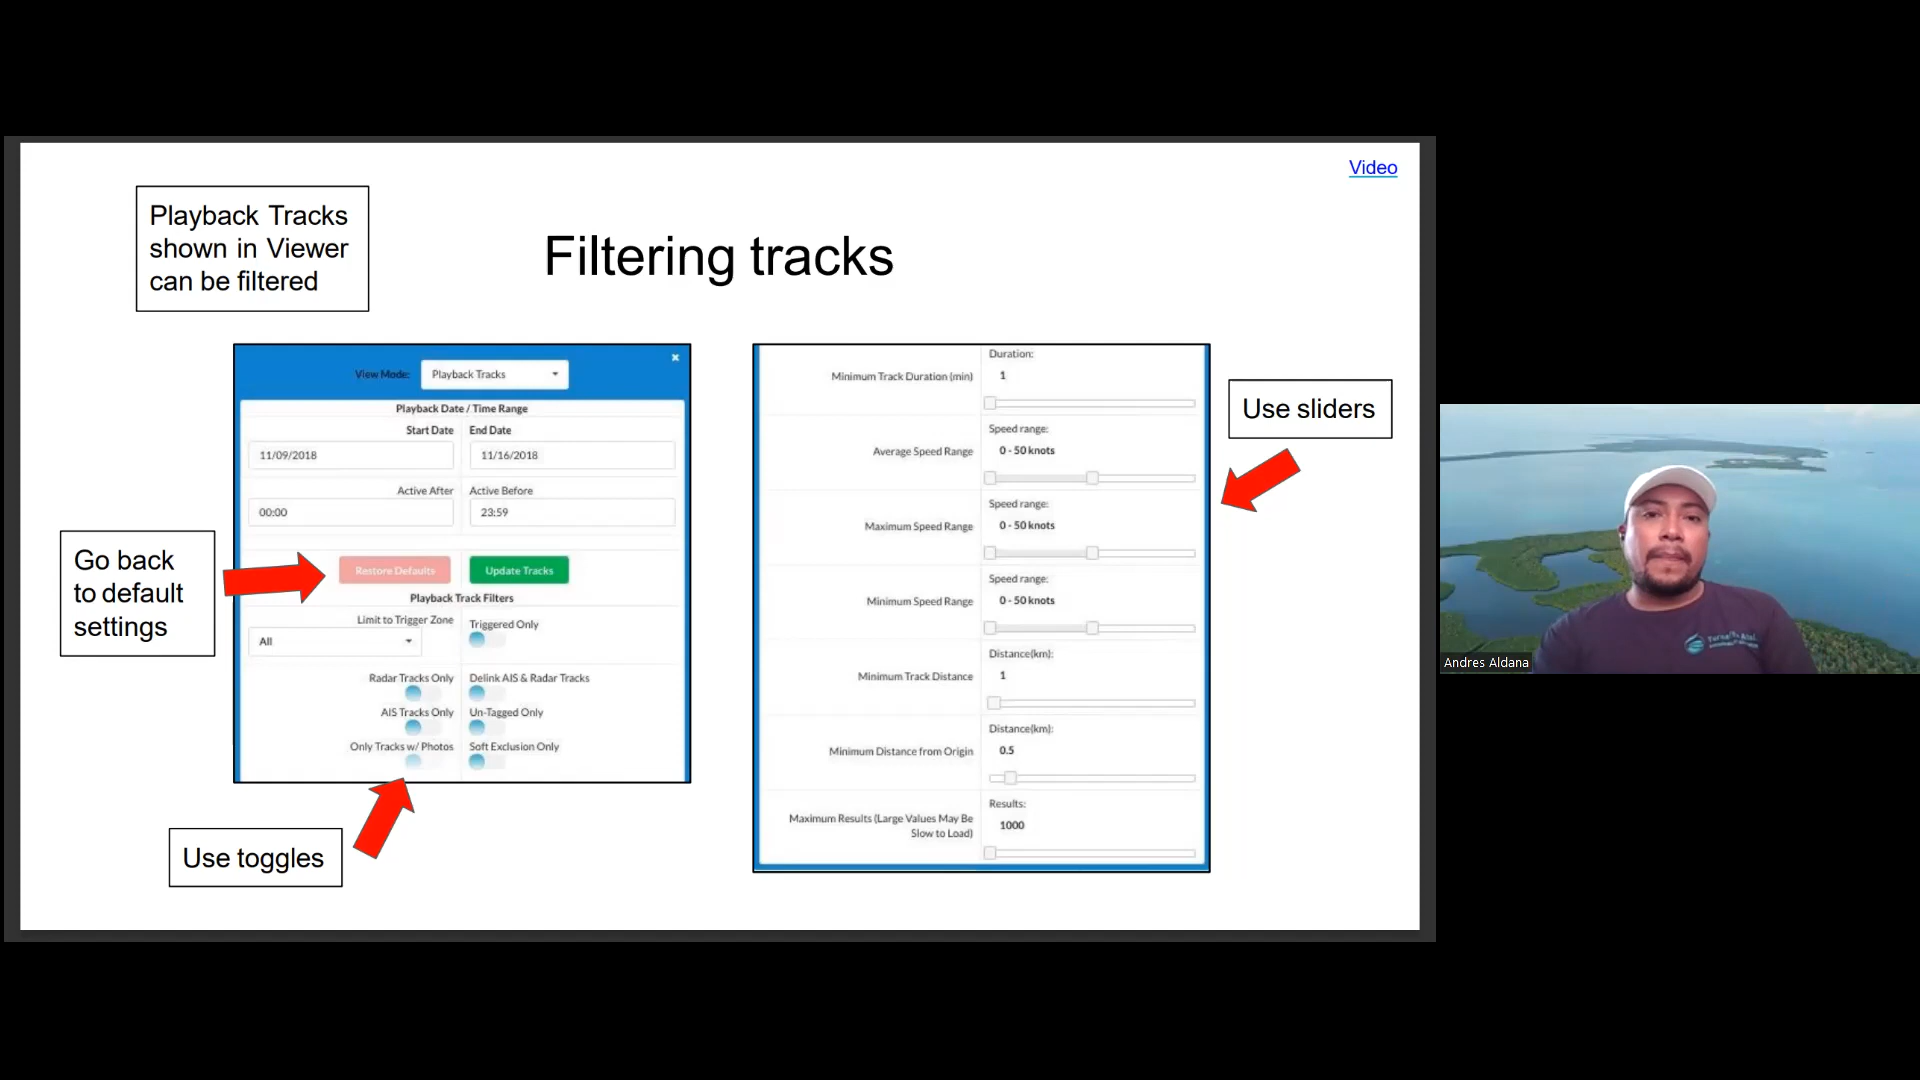 Video
Playback Tracks
shown in Viewer
can be filtered
Filtering tracks
View Mode: Playback Tracks
Playback Date / Time Range
Start Date End Date
11/09/2018 11/16/2018
Active After Active Before
00:00 23:59
Go back
to default
settings
Restore Defaults Update Tracks
Playback Track Filters
Limit to Trigger Zone Triggered Only
All
Radar Tracks Only Delink AIS & Radar Tracks
AIS Tracks Only Un-Tagged Only
Only Tracks w/ Photos Soft Exclusion Only
Use toggles
Duration:
Minimum Track Duration (min) 1
Speed range:
Average Speed Range 0 - 50 knots
Speed range:
Maximum Speed Range 0 - 50 knots
Speed range:
Minimum Speed Range 0 - 50 knots
Distance(km):
Minimum Track Distance 1
Distance(km):
Minimum Distance from Origin 0.5
Results:
Maximum Results (Large Values May Be
Slow to Load) 1000
Use sliders
Andres Aldana